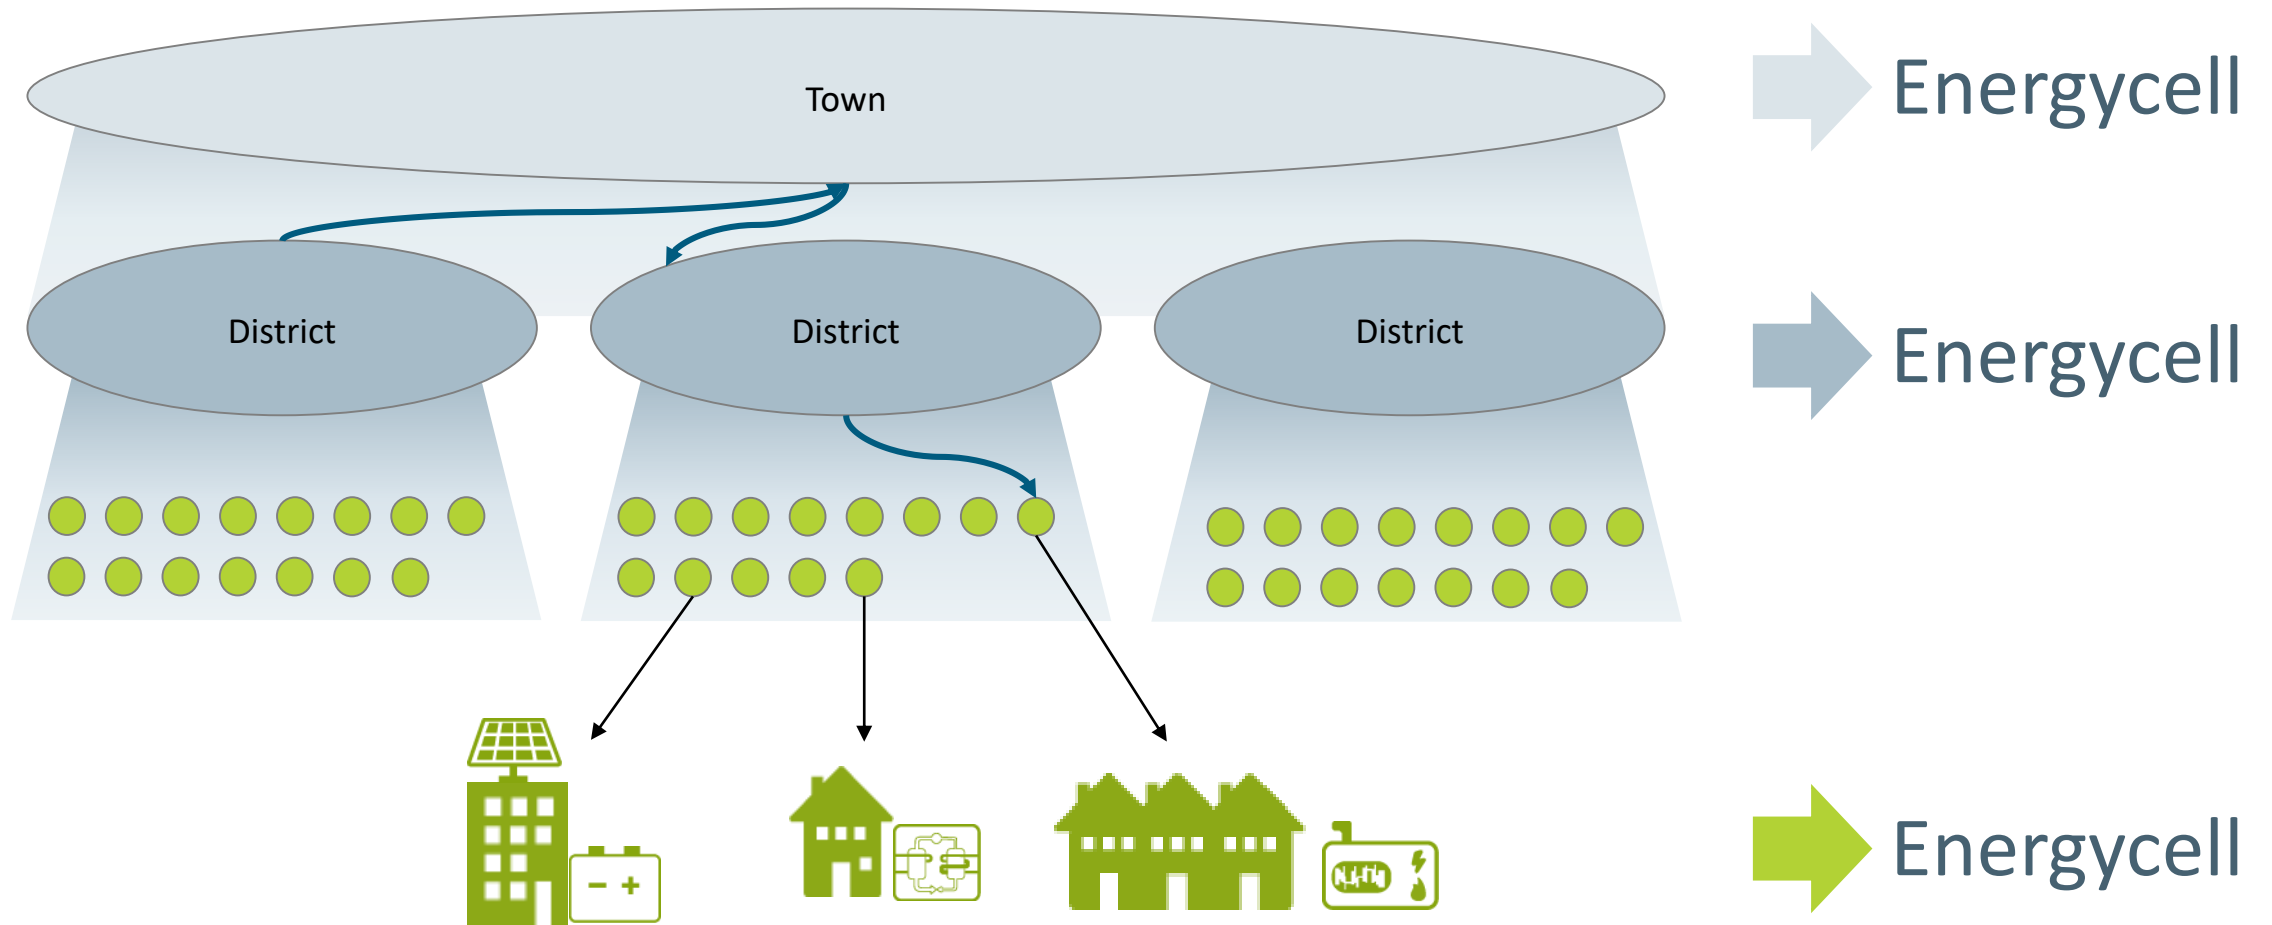 Town
Energycell
District
District
District
Energycell
Energycell